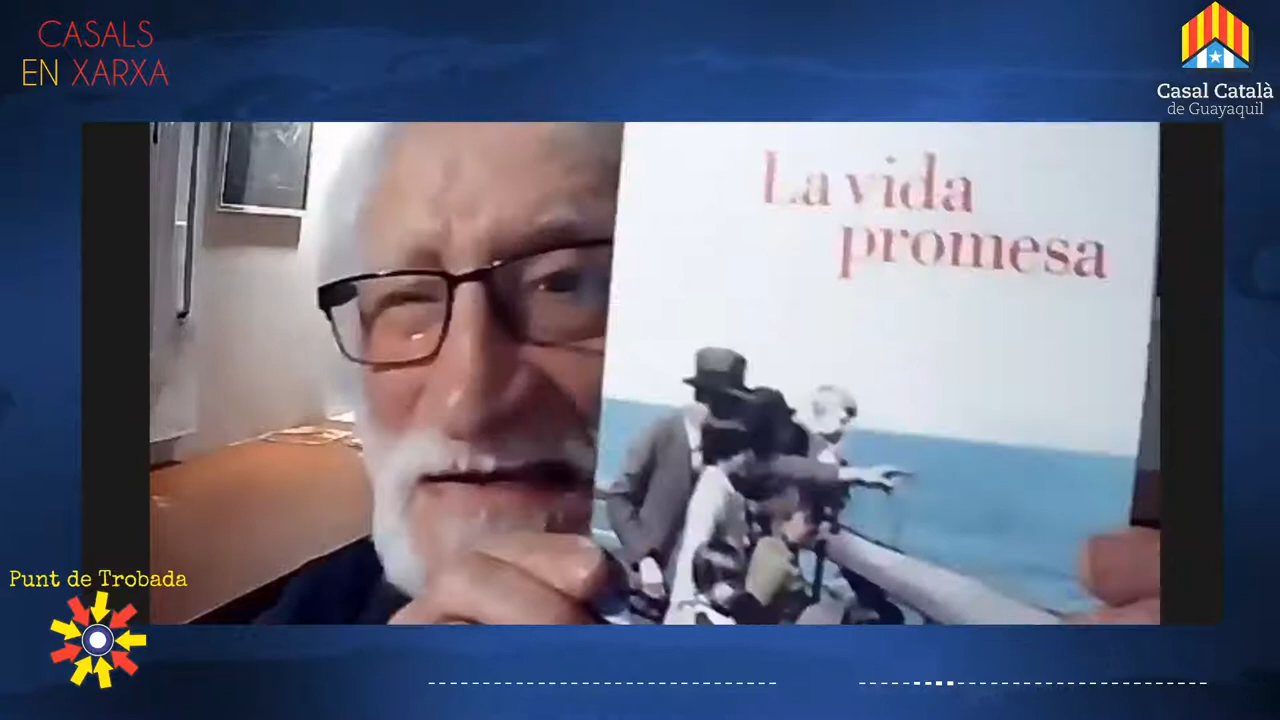 CASALS
EN XARXA
Casal Català
de Guayaquil
La vida
promesa
Punt de Trobada